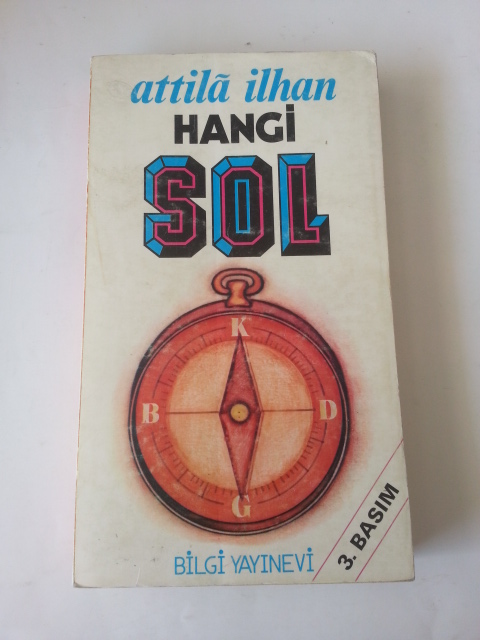 attilâ ilhan
HANGİ
SOL
K
B D
G
BİLGİ YAYINEVİ
3. BASIM